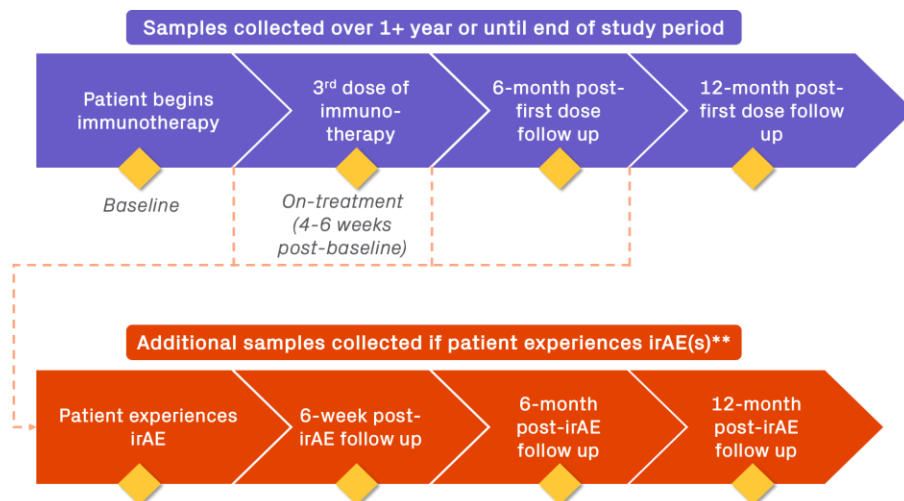 Samples collected over 1+ year or until end of study period
Patient begins
immunotherapy
3rd dose of
immuno-
therapy
6-month post-
first dose
follow up
12-month post-
first dose follow
up
Baseline
On-treatment
(4-6 weeks
post-baseline)
Additional samples collected if patient experiences irAE(s)**
Patient experiences
irAE
6-week post-
irAE follow up
6-month
post-irAE
follow up
12-month
post-irAE
follow up